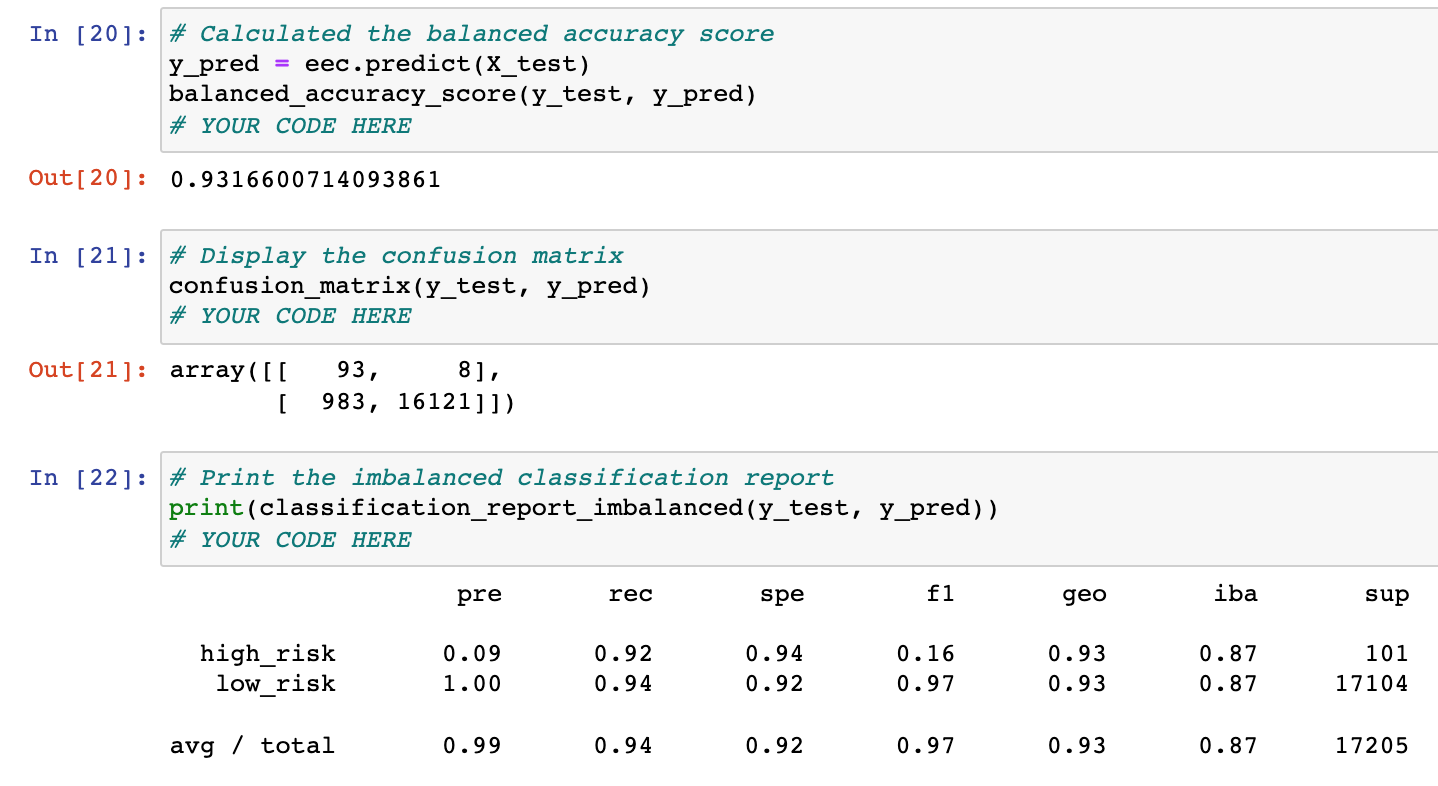 In [20]: # Calculated the balanced accuracy score
y_pred = eec.predict(X_test)
balanced_accuracy_score(y_test, y_pred)
# YOUR CODE HERE
Out[20]: 0.9316600714093861
In [21]: # Display the confusion matrix
confusion_matrix(y_test, y_pred)
# YOUR CODE HERE
Out[21]: array([[   93,     8],
       [  983, 16121]])
In [22]: # Print the imbalanced classification report
print(classification_report_imbalanced(y_test, y_pred))
# YOUR CODE HERE
pre       rec       spe        f1       geo       iba       sup
high_risk       0.09      0.92      0.94      0.16      0.93      0.87       101
low_risk       1.00      0.94      0.92      0.97      0.93      0.87     17104
avg / total       0.99      0.94      0.92      0.97      0.93      0.87     17205